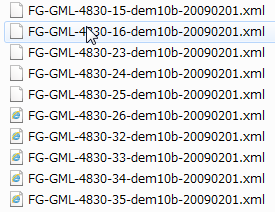 FG-GML-4830-15-dem10b-20090201.xml
FG-GML-4830-16-dem10b-20090201.xml
FG-GML-4830-23-dem10b-20090201.xml
FG-GML-4830-24-dem10b-20090201.xml
FG-GML-4830-25-dem10b-20090201.xml
FG-GML-4830-26-dem10b-20090201.xml
FG-GML-4830-32-dem10b-20090201.xml
FG-GML-4830-33-dem10b-20090201.xml
FG-GML-4830-34-dem10b-20090201.xml
FG-GML-4830-35-dem10b-20090201.xml